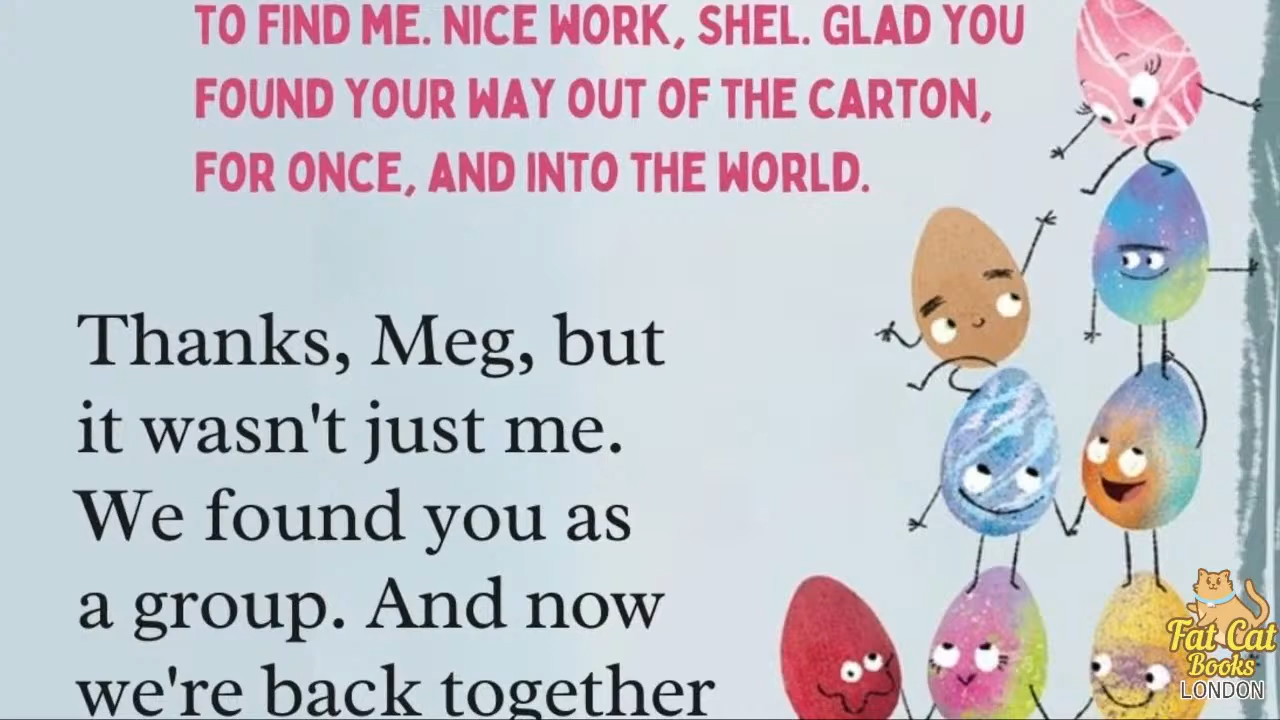 TO FIND ME. NICE WORK, SHEL. GLAD YOU
FOUND YOUR WAY OUT OF THE CARTON,
FOR ONCE, AND INTO THE WORLD.
Thanks, Meg, but
it wasn't just me.
We found you as
a group. And now
we're back together
Fat Cat
Books
LONDON